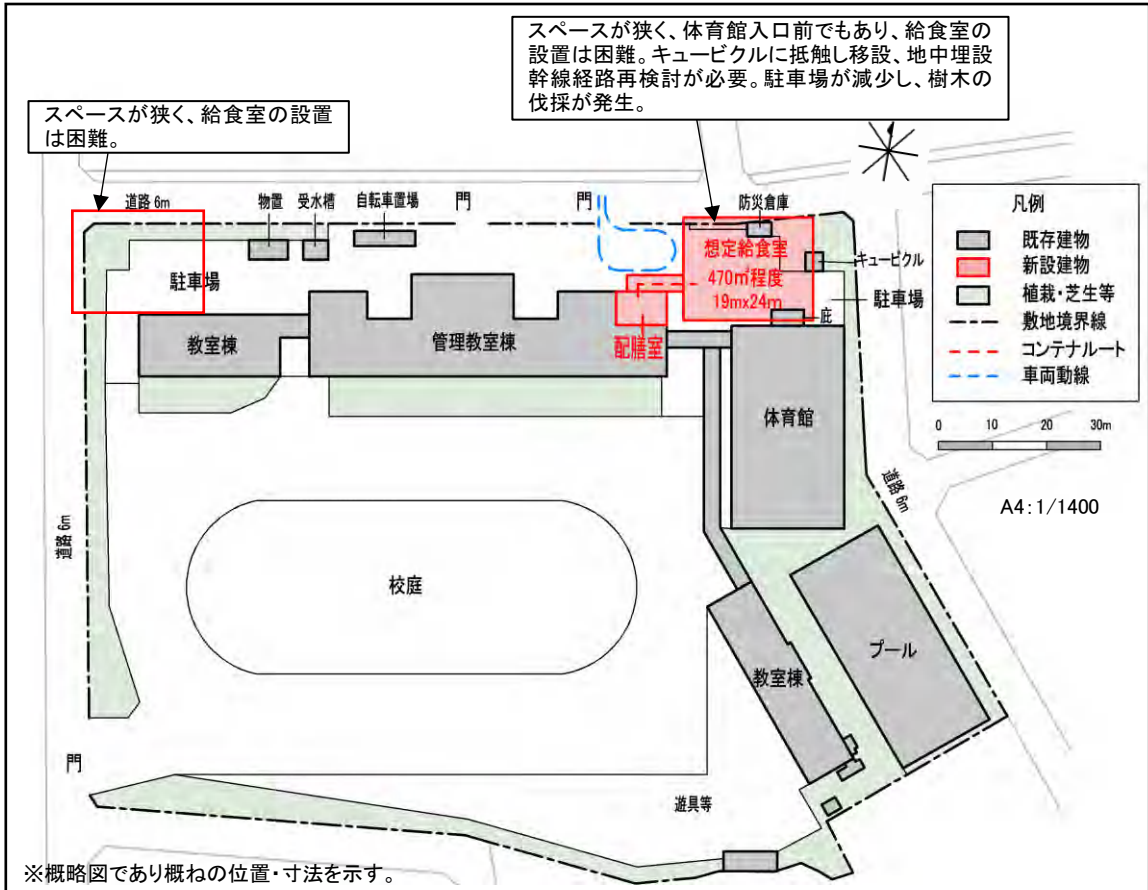 スペースが狭く、体育館入口前でもあり、給食室の
設置は困難。キュービクルに抵触し移設、地中埋設
幹線経路再検討が必要。駐車場が減少し、樹木の
伐採が発生。
スペースが狭く、給食室の設置
は困難。
道路 6m
物置
受水槽
自転車置場
門
門
防災倉庫
想定給食室
470㎡程度
19mx24m
キュービクル
駐車場
駐車場
庇
配膳室
教室棟
管理教室棟
体育館
凡例
既存建物
新設建物
植栽・芝生等
敷地境界線
コンテナルート
車両動線
0 10 20 30m
A4:1/1400
道路 6m
道路 6m
校庭
プール
教室棟
門
遊具等
※概略図であり概ねの位置・寸法を示す。